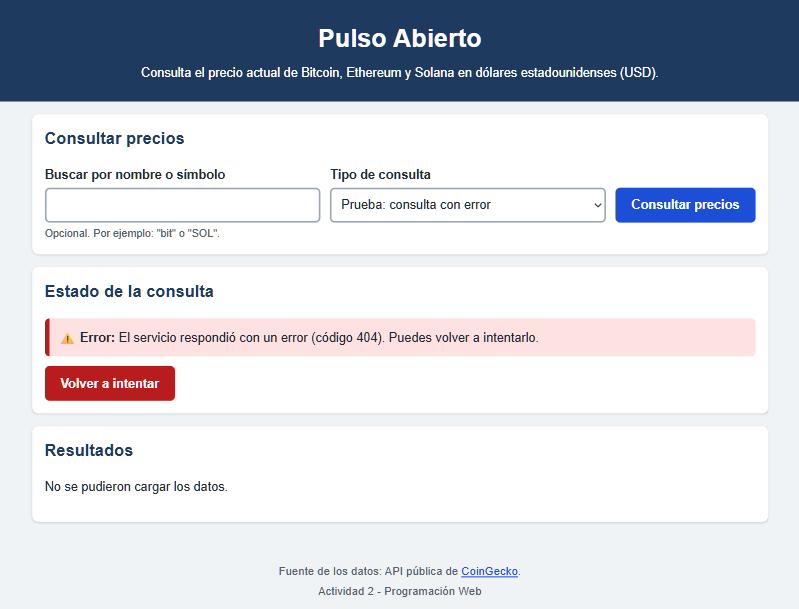 Pulso Abierto
Consulta el precio actual de Bitcoin, Ethereum y Solana en dólares estadounidenses (USD).
Consultar precios
Buscar por nombre o símbolo
Tipo de consulta
Prueba: consulta con error
Consultar precios
Opcional. Por ejemplo: "bit" o "SOL".
Estado de la consulta
Error: El servicio respondió con un error (código 404). Puedes volver a intentarlo.
Volver a intentar
Resultados
No se pudieron cargar los datos.
Fuente de los datos: API pública de CoinGecko.
Actividad 2 - Programación Web